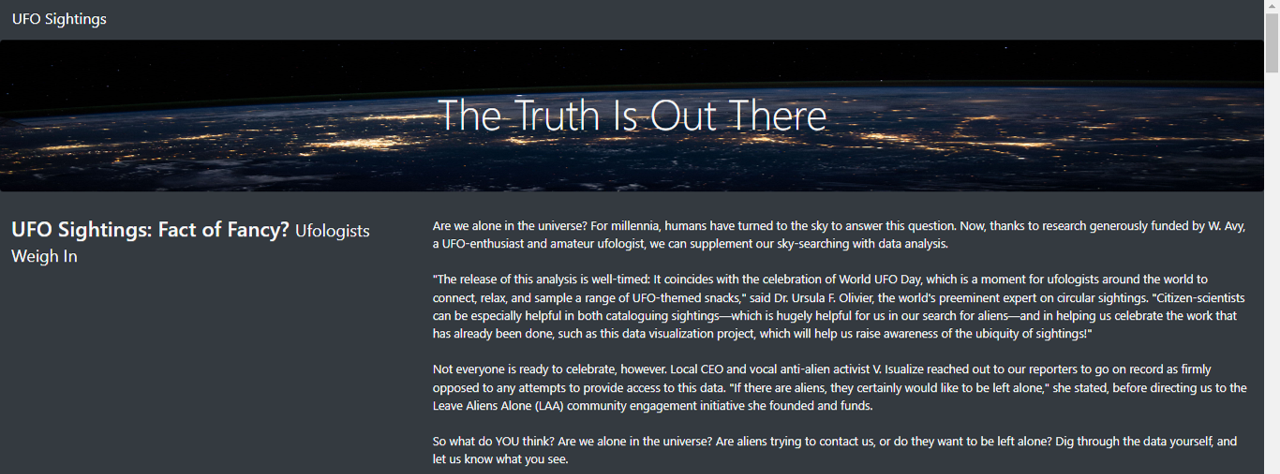 UFO Sightings
The Truth Is Out There
UFO Sightings: Fact of Fancy? Ufologists
Weigh In
Are we alone in the universe? For millennia, humans have turned to the sky to answer this question. Now, thanks to research generously funded by W. Avy,
a UFO-enthusiast and amateur ufologist, we can supplement our sky-searching with data analysis.
"The release of this analysis is well-timed: It coincides with the celebration of World UFO Day, which is a moment for ufologists around the world to
connect, relax, and sample a range of UFO-themed snacks," said Dr. Ursula F. Olivier, the world's preeminent expert on circular sightings. "Citizen-scientists
can be especially helpful in both cataloguing sightings—which is hugely helpful for us in our search for aliens—and in helping us celebrate the work that
has already been done, such as this data visualization project, which will help us raise awareness of the ubiquity of sightings!"
Not everyone is ready to celebrate, however. Local CEO and vocal anti-alien activist V. Isualize reached out to our reporters to go on record as firmly
opposed to any attempts to provide access to this data. "If there are aliens, they certainly would like to be left alone," she stated, before directing us to the
Leave Aliens Alone (LAA) community engagement initiative she founded and funds.
So what do YOU think? Are we alone in the universe? Are aliens trying to contact us, or do they want to be left alone? Dig through the data yourself, and
let us know what you see.